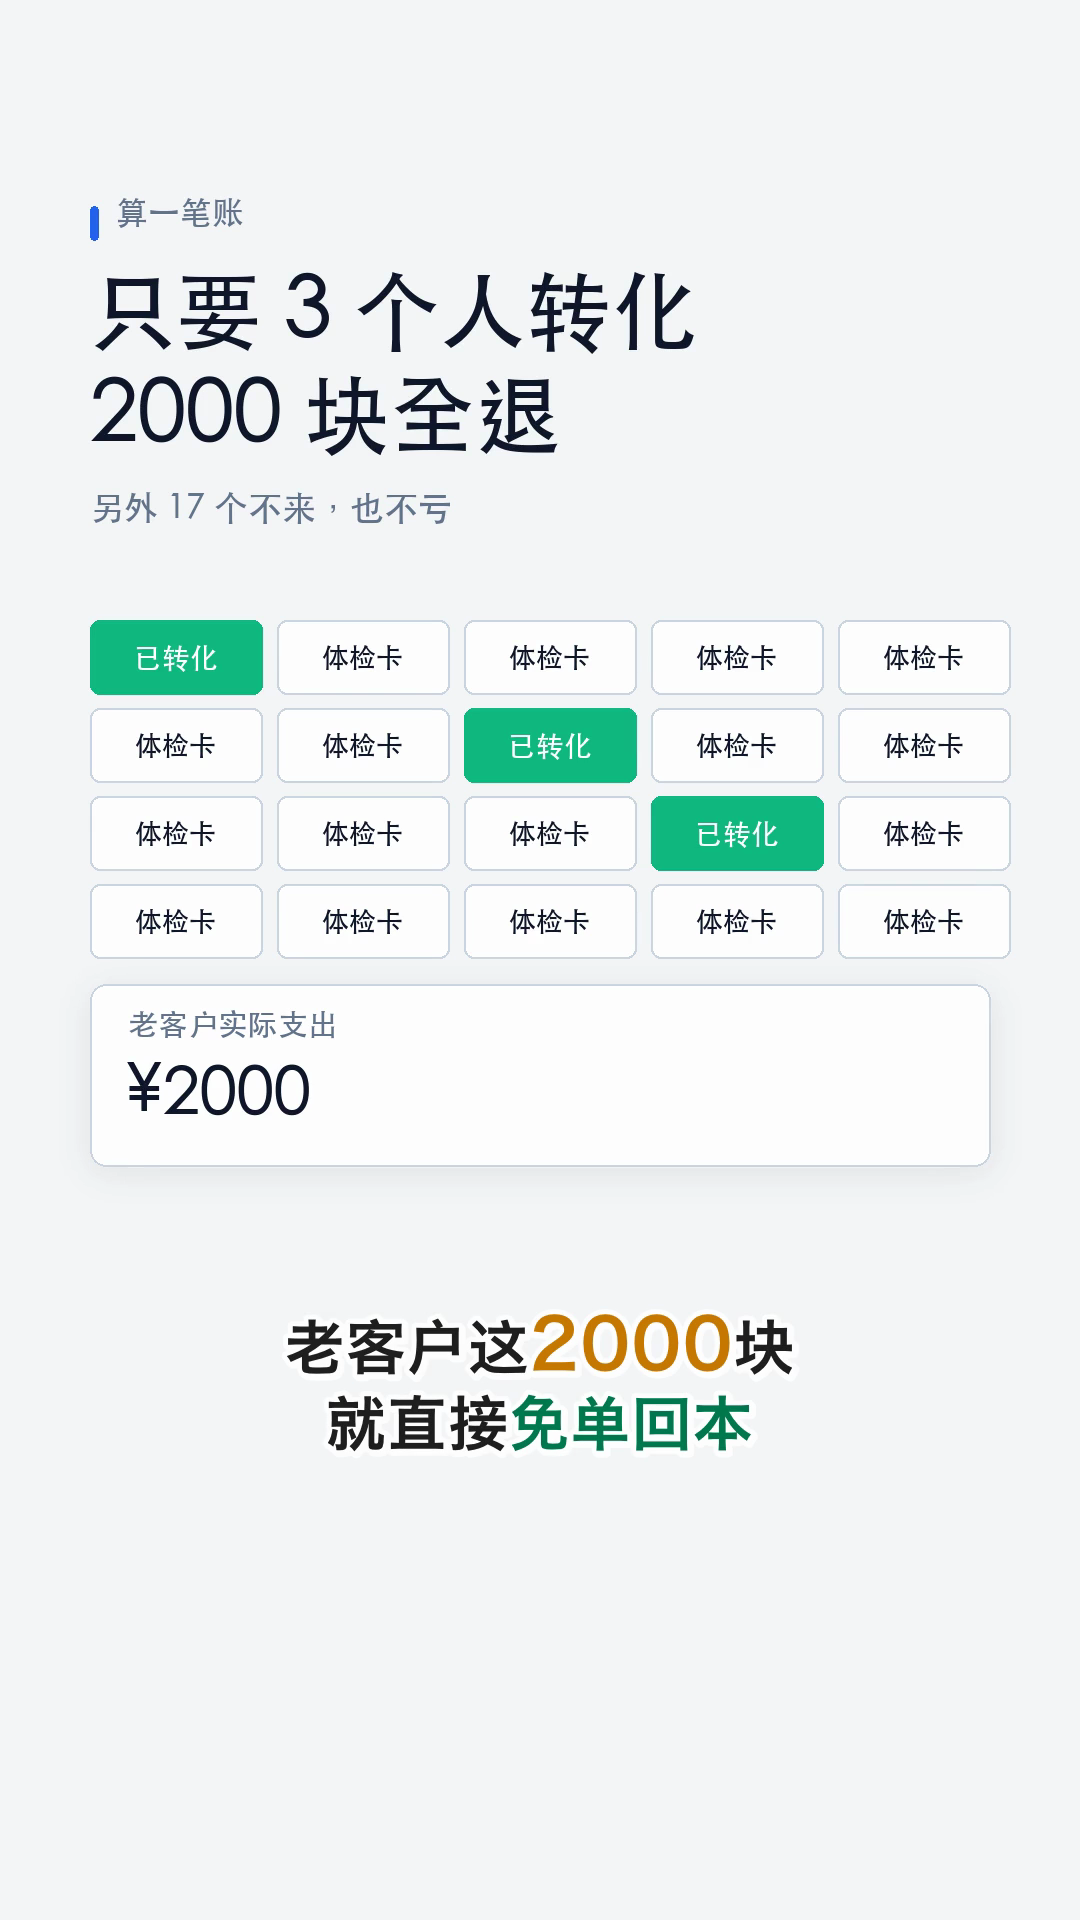 算一笔账
只要 3 个人转化
2000 块全退
另外 17 个不来，也不亏
已转化 体检卡 体检卡 体检卡 体检卡
体检卡 体检卡 已转化 体检卡 体检卡
体检卡 体检卡 体检卡 已转化 体检卡
体检卡 体检卡 体检卡 体检卡 体检卡
老客户实际支出
¥2000
老客户这2000块
就直接免单回本